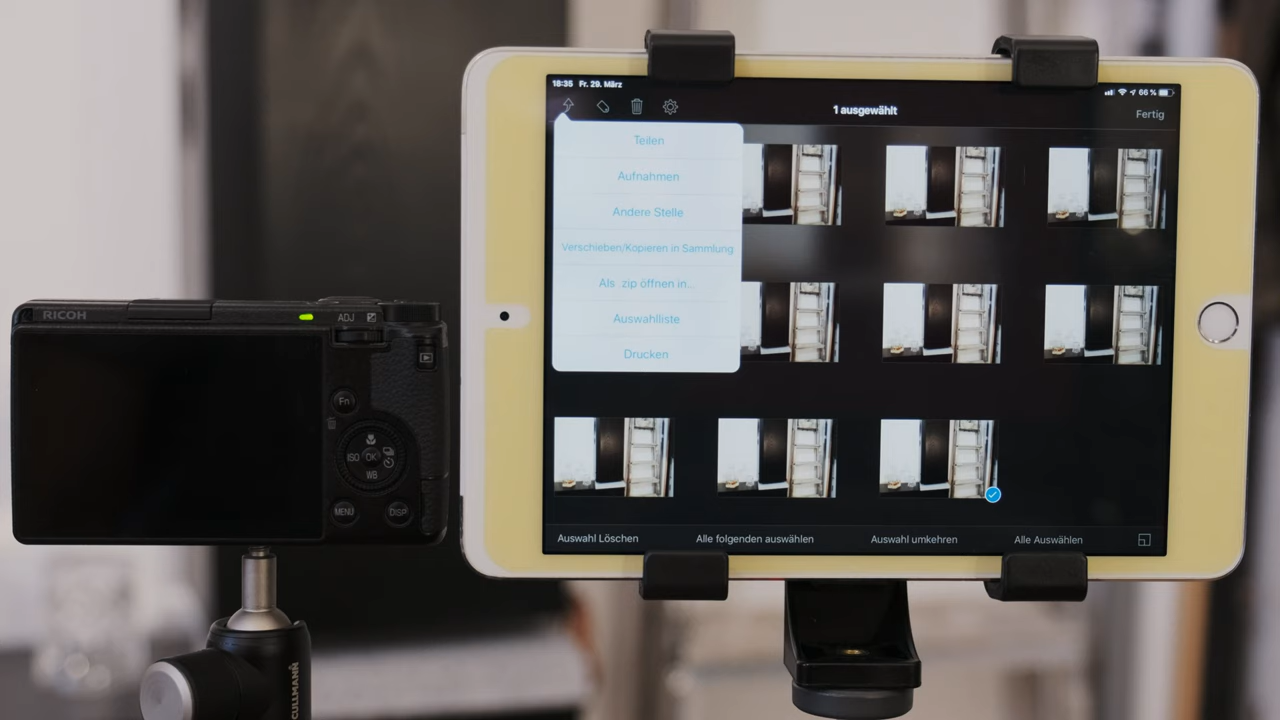 18:35 Fr. 29. März
66 %
1 ausgewählt
Fertig
Teilen
Aufnahmen
Andere Stelle
Verschieben/Kopieren in Sammlung
Als .zip öffnen in...
Auswahlliste
Drucken
Auswahl Löschen
Alle folgenden auswählen
Auswahl umkehren
Alle Auswählen
RICOH
ADJ
Fn
ISO
OK
WB
MENU
DISP
CULLMANN